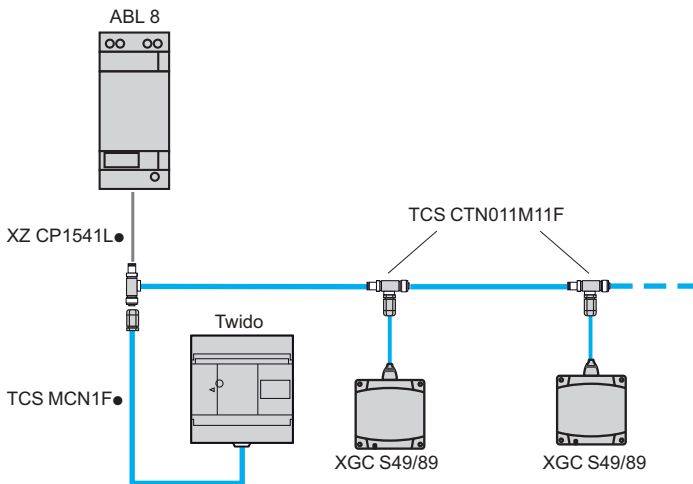 ABL 8
XZ CP1541L●
TCS CTN011M11F
Twido
TCS MCN1F●
XGC S49/89
XGC S49/89